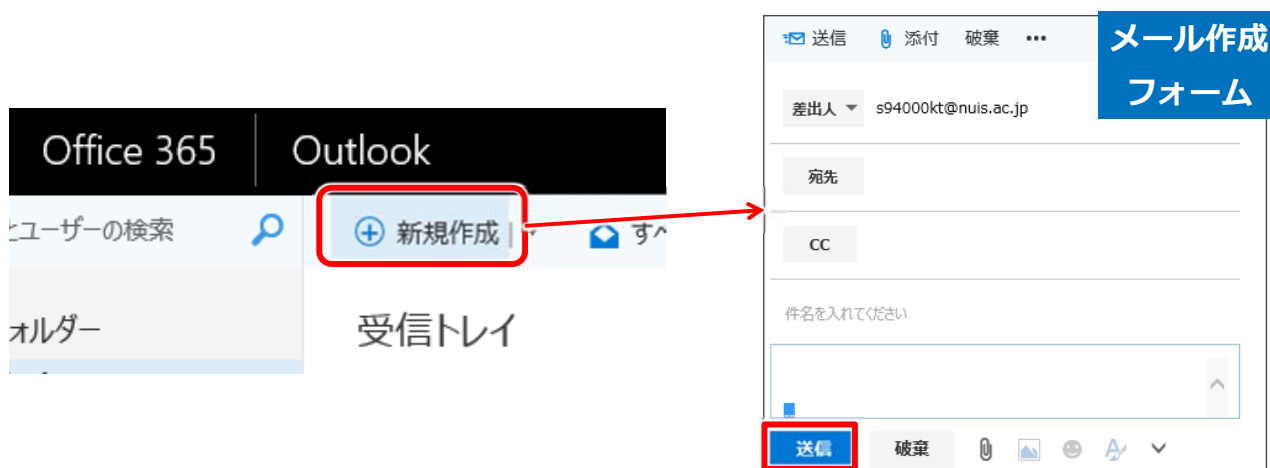 Office 365 Outlook
とユーザーの検索
新規作成
すべ
フォルダー
受信トレイ
メール作成
フォーム
送信 添付 破棄 •••
差出人 s94000kt@nuis.ac.jp
宛先
CC
件名を入れてください
送信 破棄